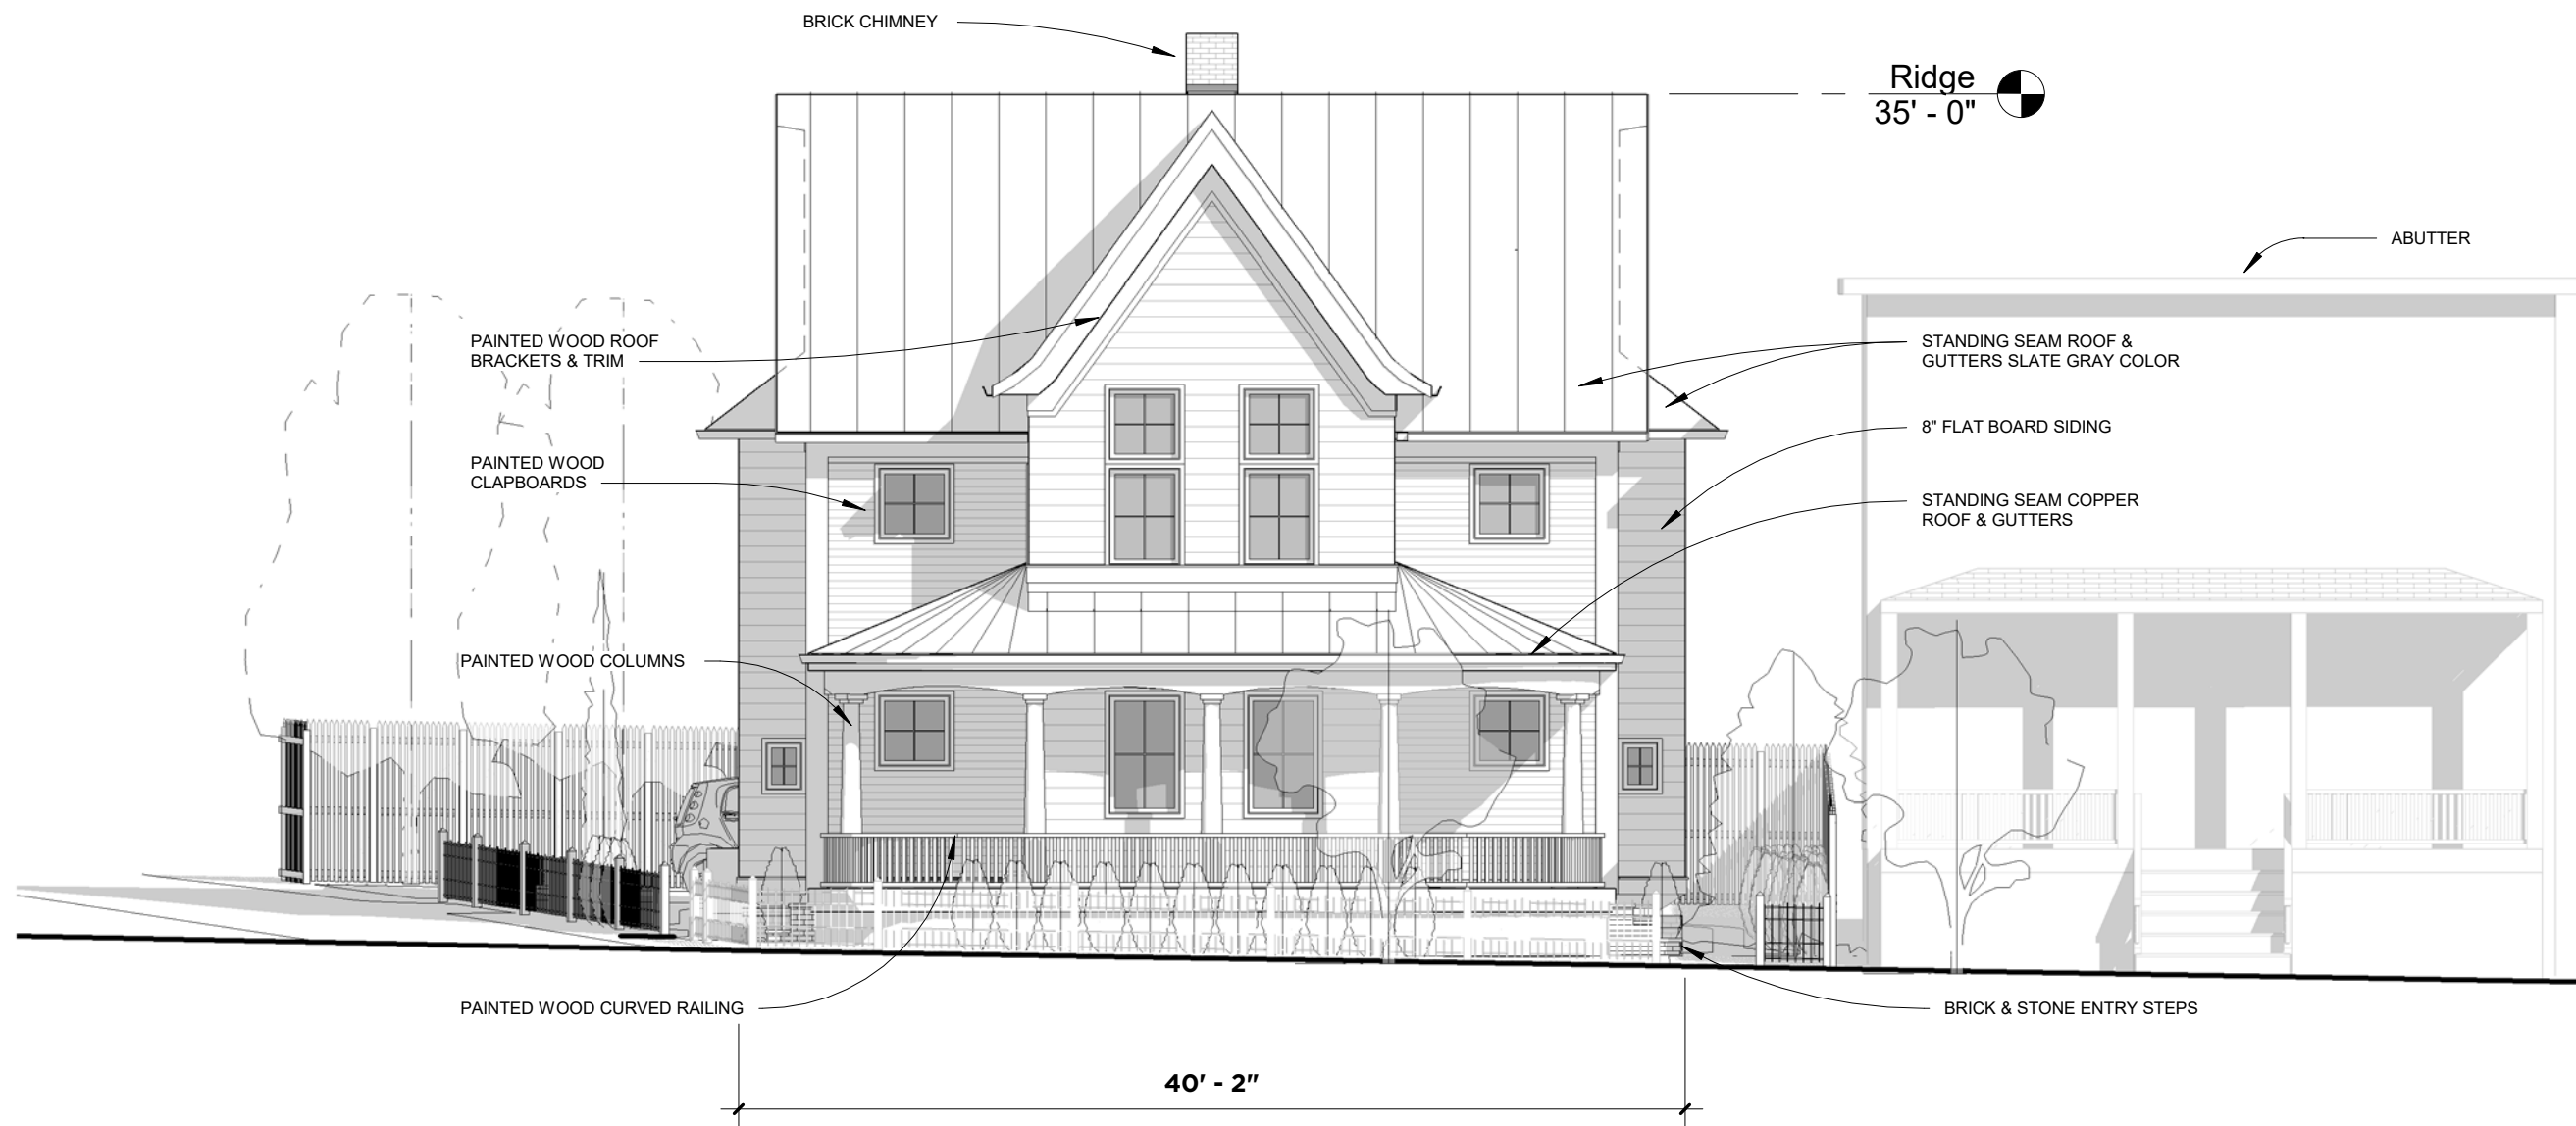 BRICK CHIMNEY
Ridge
35' - 0"
ABUTTER
PAINTED WOOD ROOF
BRACKETS & TRIM
STANDING SEAM ROOF &
GUTTERS SLATE GRAY COLOR
8" FLAT BOARD SIDING
PAINTED WOOD
CLAPBOARDS
STANDING SEAM COPPER
ROOF & GUTTERS
PAINTED WOOD COLUMNS
PAINTED WOOD CURVED RAILING
BRICK & STONE ENTRY STEPS
40' - 2"